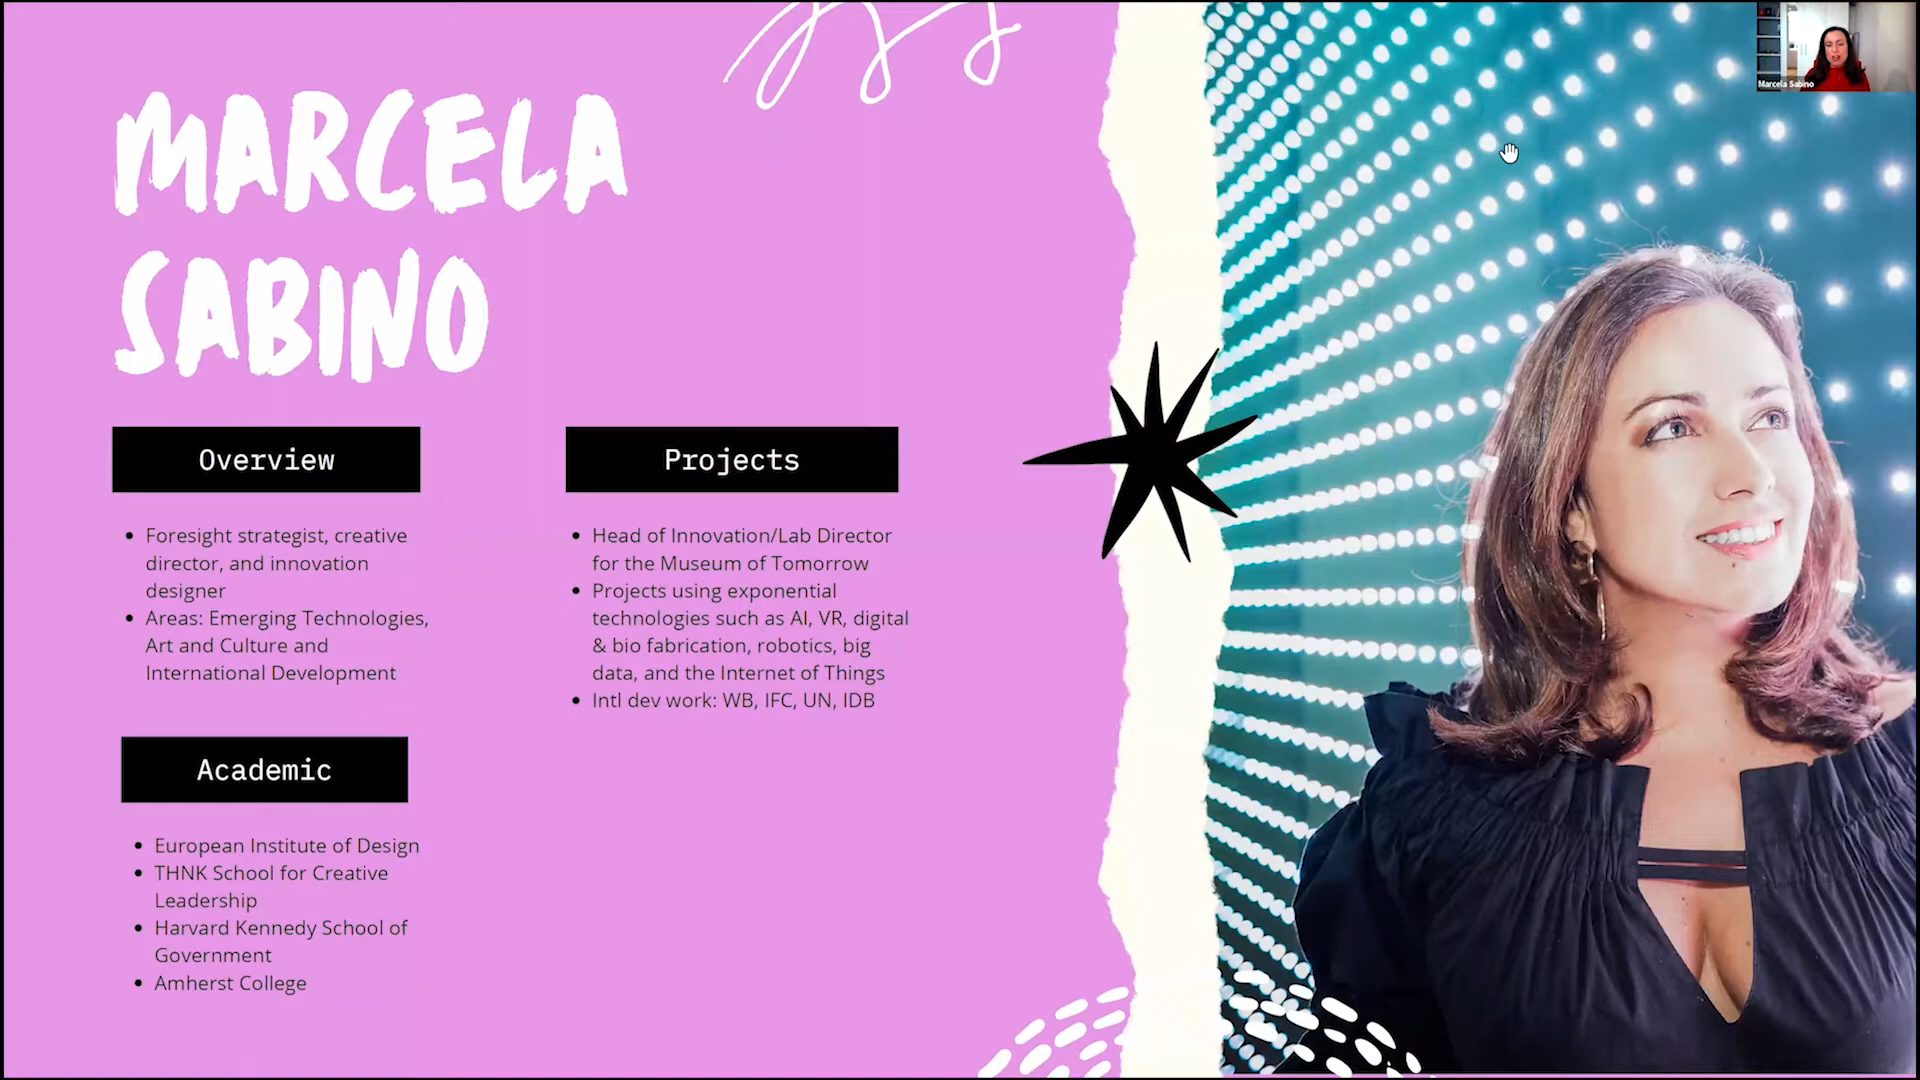 MARCELA
SABINO
Overview
Foresight strategist, creative
director, and innovation
designer
Areas: Emerging Technologies,
Art and Culture and
International Development
Projects
Head of Innovation/Lab Director
for the Museum of Tomorrow
Projects using exponential
technologies such as AI, VR, digital
& bio fabrication, robotics, big
data, and the Internet of Things
Intl dev work: WB, IFC, UN, IDB
Academic
European Institute of Design
THNK School for Creative
Leadership
Harvard Kennedy School of
Government
Amherst College
Marcela Sabino